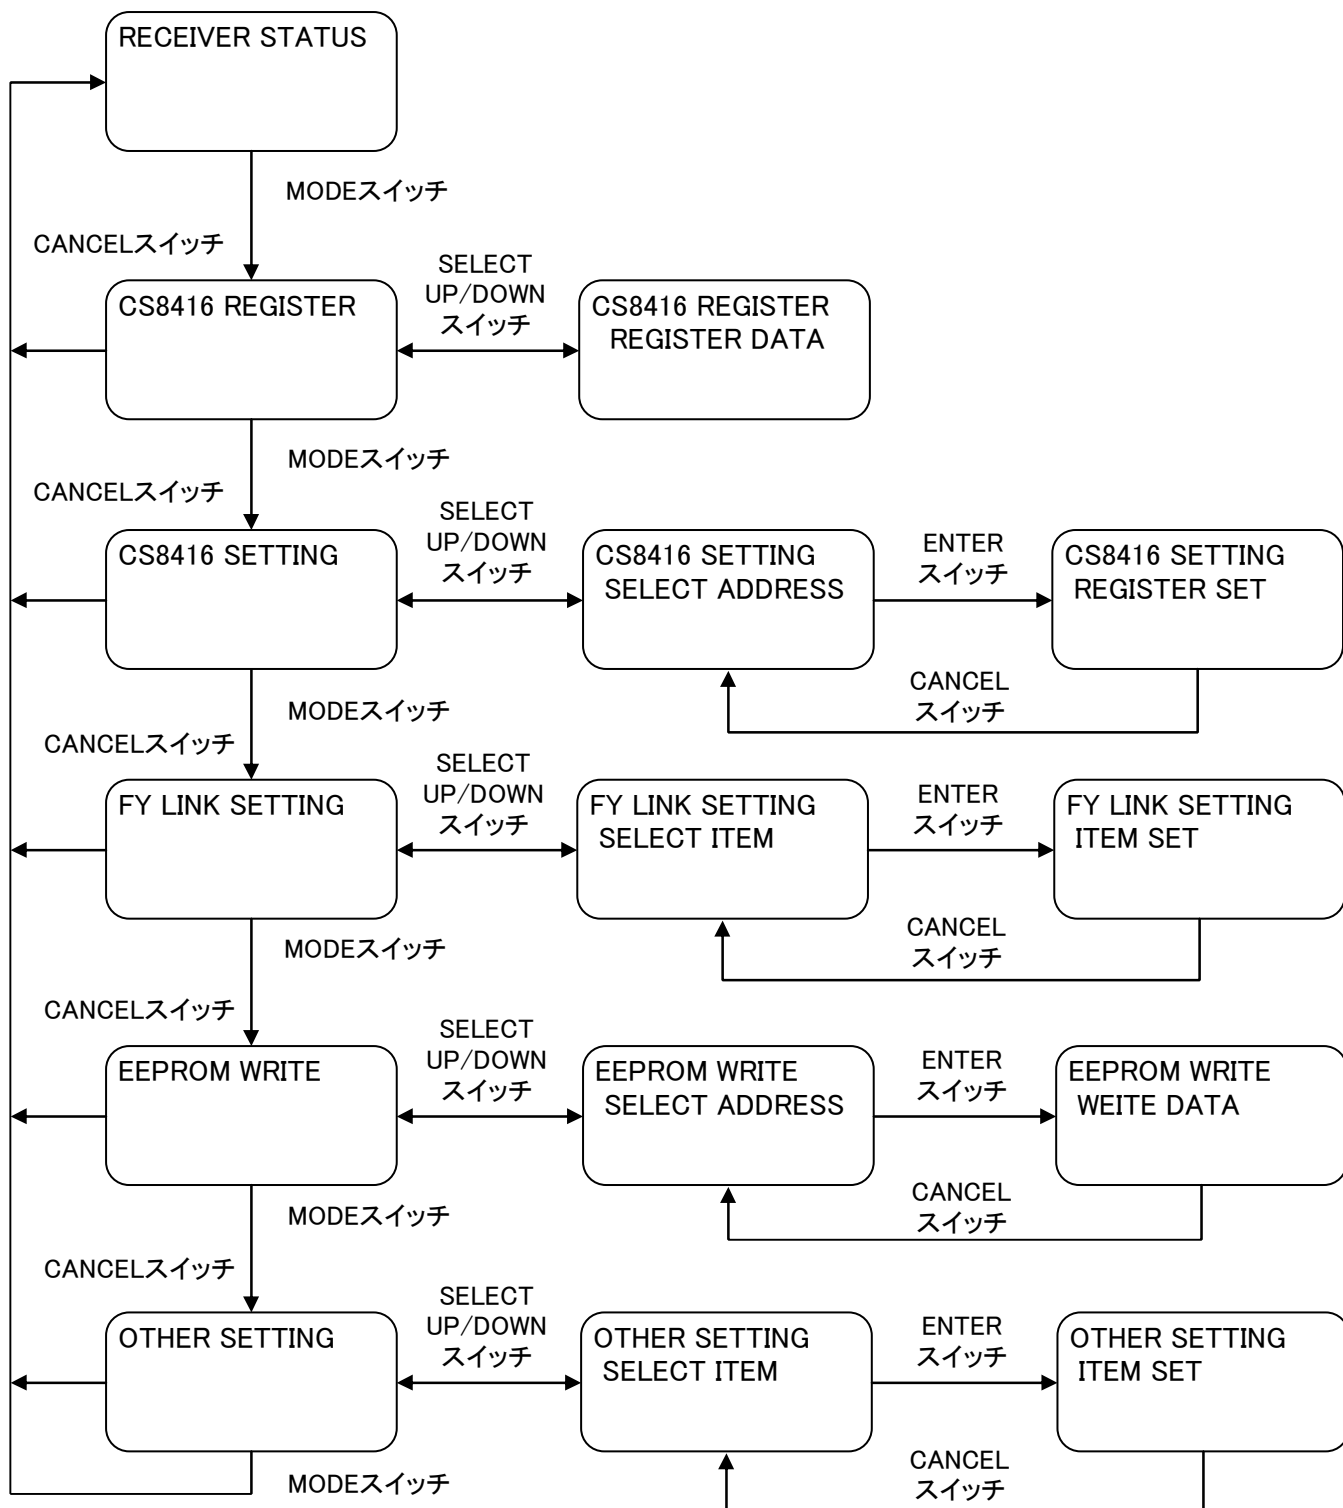 RECEIVER STATUS
MODEスイッチ
CANCELスイッチ
CS8416 REGISTER
SELECT
UP/DOWN
スイッチ
CS8416 REGISTER
REGISTER DATA
MODEスイッチ
CANCELスイッチ
CS8416 SETTING
SELECT
UP/DOWN
スイッチ
CS8416 SETTING
SELECT ADDRESS
ENTER
スイッチ
CS8416 SETTING
REGISTER SET
CANCEL
スイッチ
MODEスイッチ
CANCELスイッチ
FY LINK SETTING
SELECT
UP/DOWN
スイッチ
FY LINK SETTING
SELECT ITEM
ENTER
スイッチ
FY LINK SETTING
ITEM SET
CANCEL
スイッチ
MODEスイッチ
CANCELスイッチ
EEPROM WRITE
SELECT
UP/DOWN
スイッチ
EEPROM WRITE
SELECT ADDRESS
ENTER
スイッチ
EEPROM WRITE
WEITE DATA
CANCEL
スイッチ
MODEスイッチ
CANCELスイッチ
OTHER SETTING
SELECT
UP/DOWN
スイッチ
OTHER SETTING
SELECT ITEM
ENTER
スイッチ
OTHER SETTING
ITEM SET
CANCEL
スイッチ
MODEスイッチ